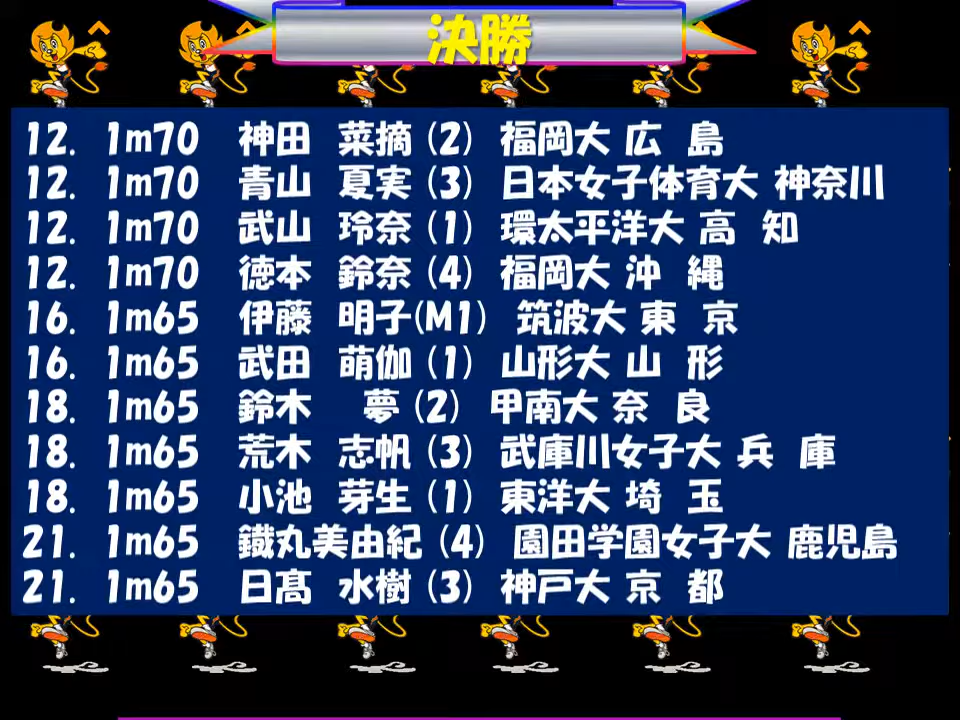 決勝
12. 1m70 神田 菜摘 (2) 福岡大 広 島
12. 1m70 青山 夏実 (3) 日本女子体育大 神奈川
12. 1m70 武山 玲奈 (1) 環太平洋大 高 知
12. 1m70 徳本 鈴奈 (4) 福岡大 沖 縄
16. 1m65 伊藤 明子(M1) 筑波大 東 京
16. 1m65 武田 萌伽 (1) 山形大 山 形
18. 1m65 鈴木 夢 (2) 甲南大 奈 良
18. 1m65 荒木 志帆 (3) 武庫川女子大 兵 庫
18. 1m65 小池 芽生 (1) 東洋大 埼 玉
21. 1m65 鐵丸美由紀 (4) 園田学園女子大 鹿児島
21. 1m65 日髙 水樹 (3) 神戸大 京 都